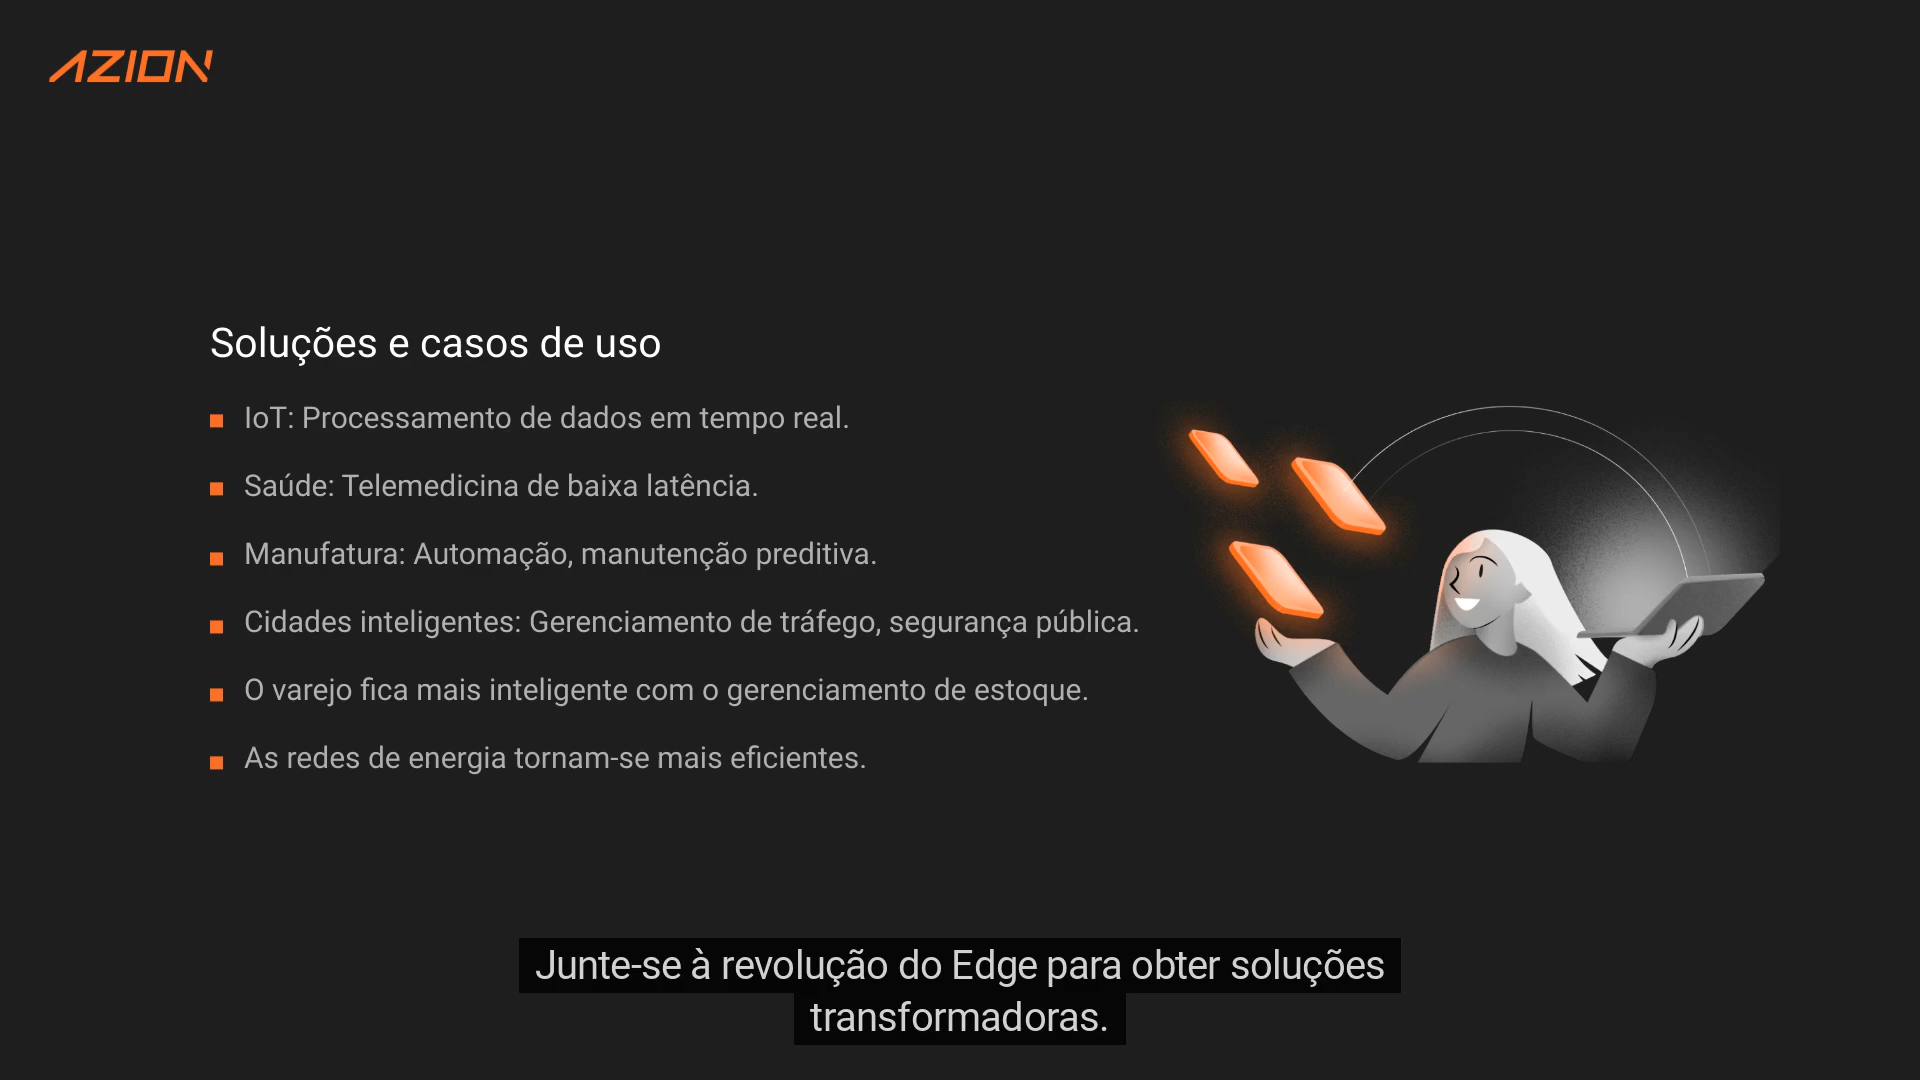 AZION
Soluções e casos de uso
IoT: Processamento de dados em tempo real.
Saúde: Telemedicina de baixa latência.
Manufatura: Automação, manutenção preditiva.
Cidades inteligentes: Gerenciamento de tráfego, segurança pública.
O varejo fica mais inteligente com o gerenciamento de estoque.
As redes de energia tornam-se mais eficientes.
Junte-se à revolução do Edge para obter soluções
transformadoras.